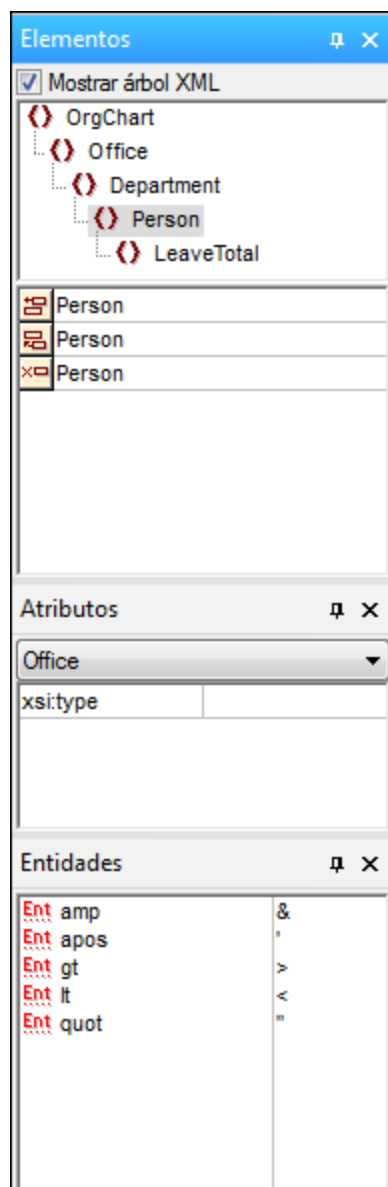 Elementos
Mostrar árbol XML
OrgChart
Office
Department
Person
LeaveTotal
Person
Person
Person
Atributos
Office
xsi:type
Entidades
Ent amp &
Ent apos '
Ent gt >
Ent lt <
Ent quot "